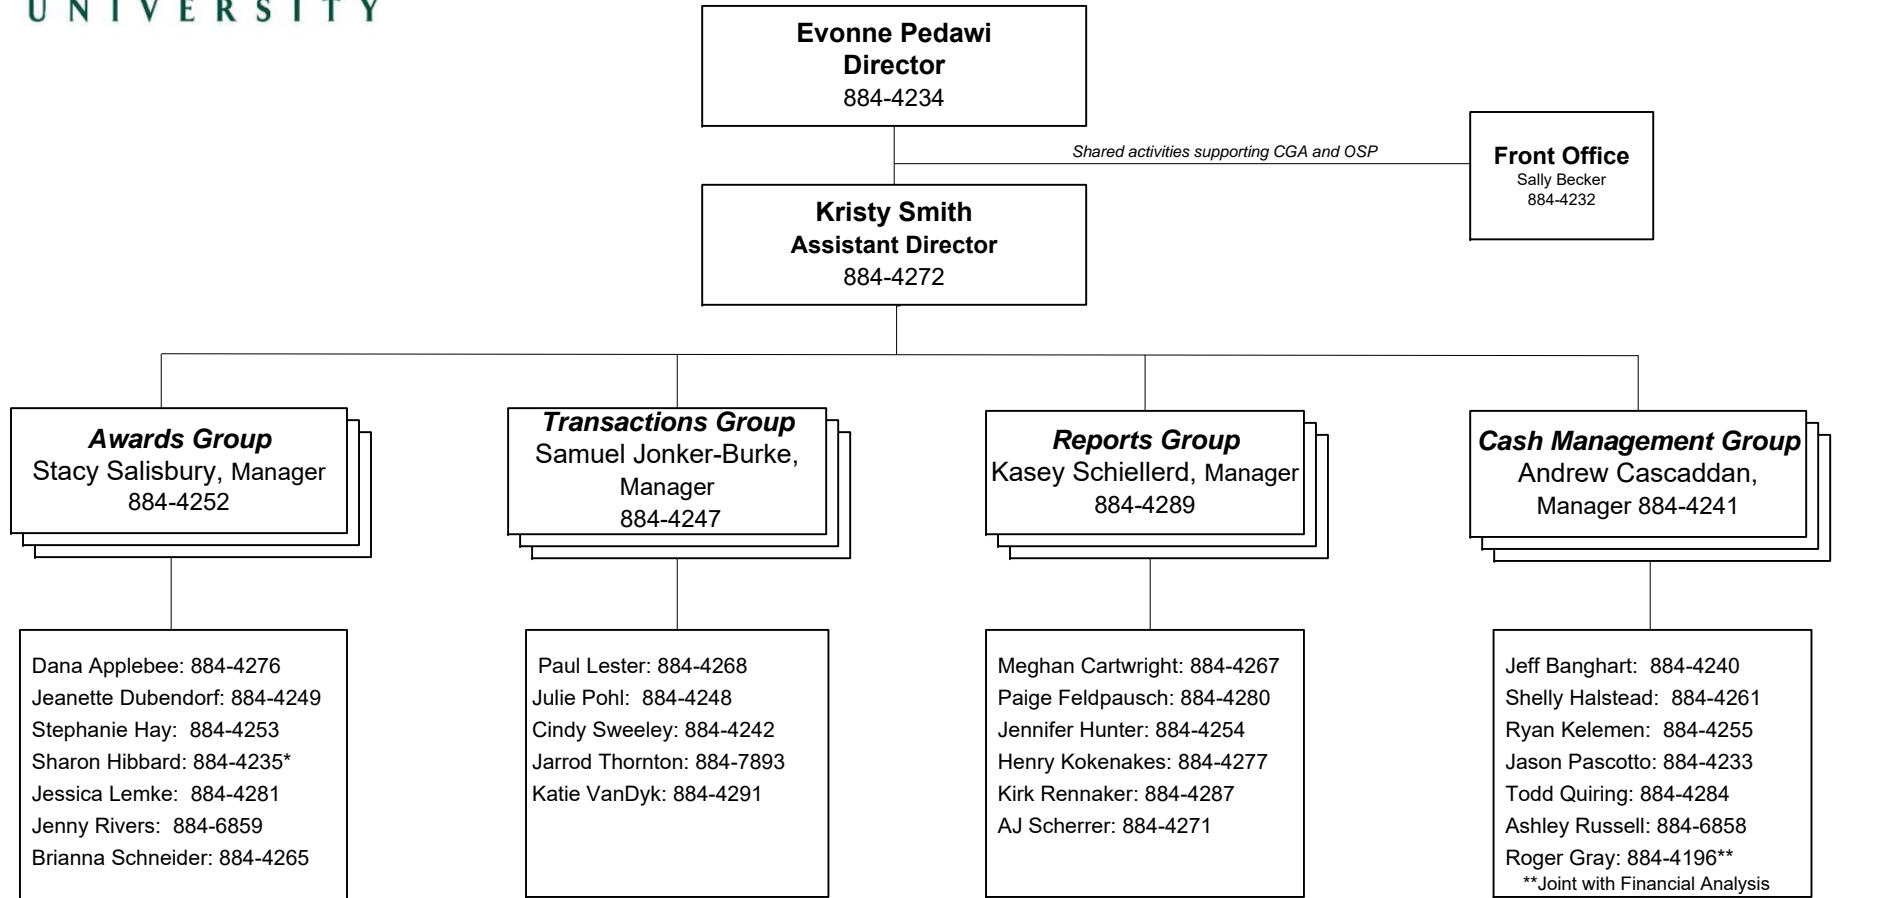 UNIVERSITY
Evonne Pedawi
Director
884-4234
Shared activities supporting CGA and OSP
Front Office
Sally Becker
884-4232
Kristy Smith
Assistant Director
884-4272
Awards Group
Stacy Salisbury, Manager
884-4252
Transactions Group
Samuel Jonker-Burke,
Manager
884-4247
Reports Group
Kasey Schiellerd, Manager
884-4289
Cash Management Group
Andrew Cascaddan,
Manager 884-4241
Dana Applebee: 884-4276
Jeanette Dubendorf: 884-4249
Stephanie Hay: 884-4253
Sharon Hibbard: 884-4235*
Jessica Lemke: 884-4281
Jenny Rivers: 884-6859
Brianna Schneider: 884-4265
Paul Lester: 884-4268
Julie Pohl: 884-4248
Cindy Sweeley: 884-4242
Jarrod Thornton: 884-7893
Katie VanDyk: 884-4291
Meghan Cartwright: 884-4267
Paige Feldpausch: 884-4280
Jennifer Hunter: 884-4254
Henry Kokenakes: 884-4277
Kirk Rennaker: 884-4287
AJ Scherrer: 884-4271
Jeff Banghart: 884-4240
Shelly Halstead: 884-4261
Ryan Kelemen: 884-4255
Jason Pascotto: 884-4233
Todd Quiring: 884-4284
Ashley Russell: 884-6858
Roger Gray: 884-4196**
**Joint with Financial Analysis